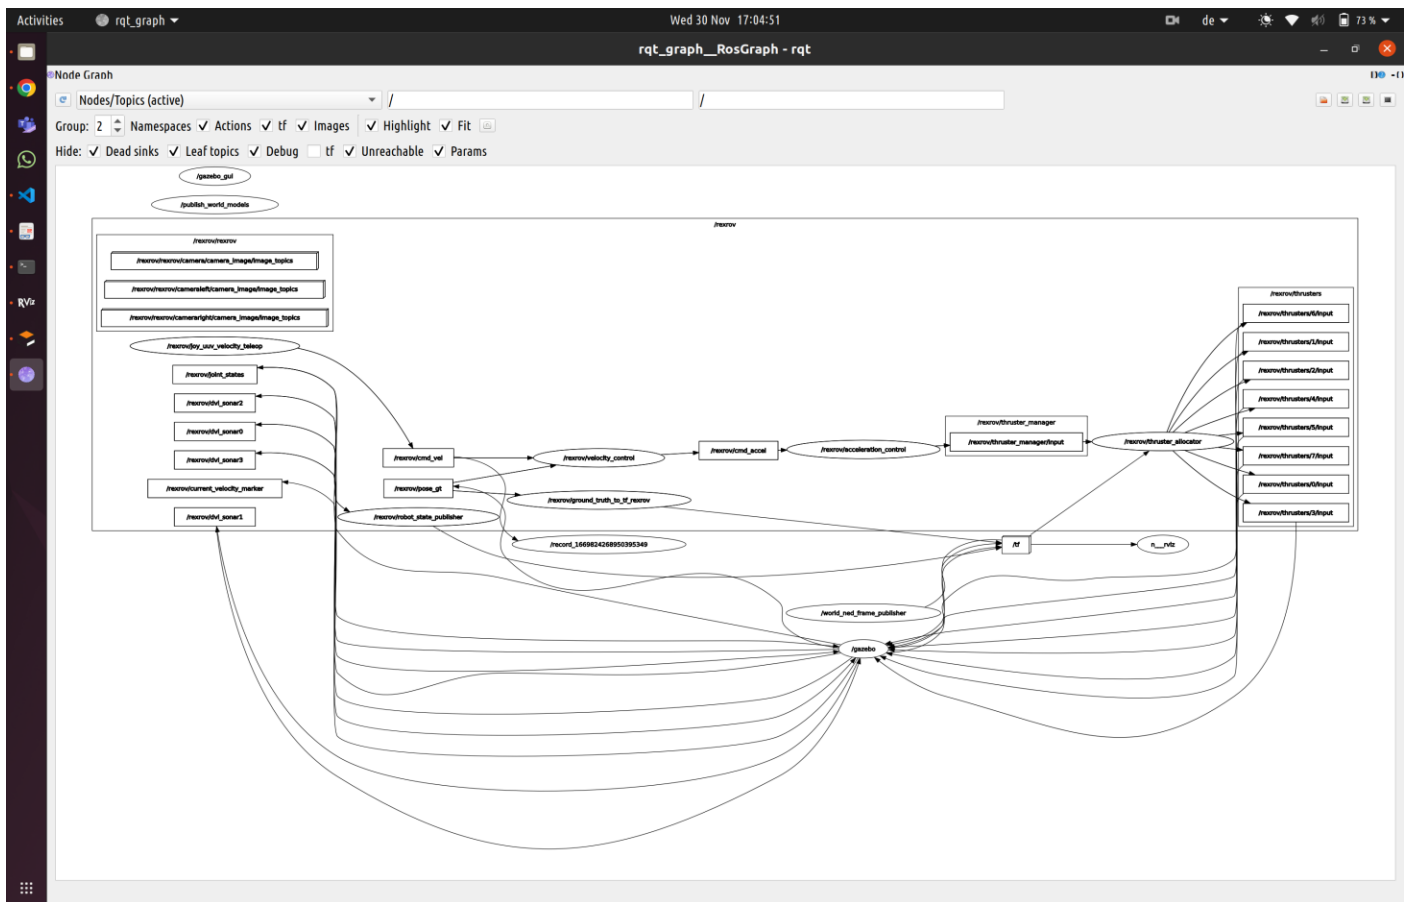 Activities rqt_graph Wed 30 Nov 17:04:51 de 73 %
rqt_graph__RosGraph - rqt
Node Graph
Nodes/Topics (active) / /
Group: 2 Namespaces Actions tf Images Highlight Fit
Hide: Dead sinks Leaf topics Debug tf Unreachable Params
/gazebo_gui
/publish_world_models
/rexrov
/rexrov/rexrov
/rexrov/rexrov/camera/camera_image/image_topics
/rexrov/rexrov/cameraleft/camera_image/image_topics
/rexrov/rexrov/cameraright/camera_image/image_topics
/rexrov/joy_uuv_velocity_teleop
/rexrov/joint_states
/rexrov/dvl_sonar2
/rexrov/dvl_sonar0
/rexrov/dvl_sonar3
/rexrov/current_velocity_marker
/rexrov/dvl_sonar1
/rexrov/cmd_vel
/rexrov/pose_gt
/rexrov/robot_state_publisher
/rexrov/velocity_control
/rexrov/ground_truth_to_tf_rexrov
/record_1669824268950395349
/rexrov/cmd_accel
/rexrov/acceleration_control
/world_ned_frame_publisher
/gazebo
/rexrov/thruster_manager
/rexrov/thruster_manager/input
/tf
/rexrov/thruster_allocator
n__rviz
/rexrov/thrusters
/rexrov/thrusters/6/input
/rexrov/thrusters/1/input
/rexrov/thrusters/2/input
/rexrov/thrusters/4/input
/rexrov/thrusters/5/input
/rexrov/thrusters/7/input
/rexrov/thrusters/0/input
/rexrov/thrusters/3/input
RViz